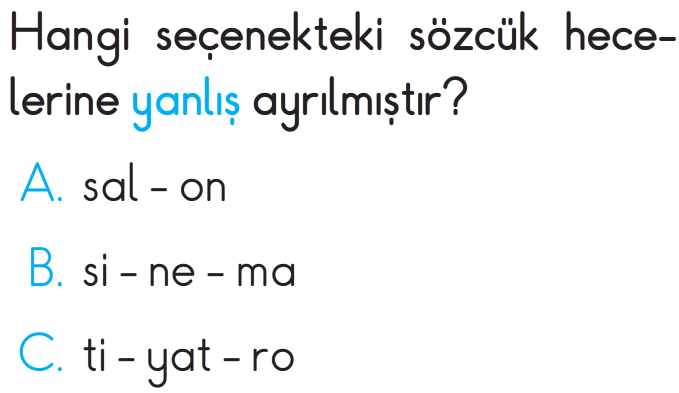 Hangi seçenekteki sözcük hece-
lerine yanlış ayrılmıştır?
A. sal - on
B. si - ne - ma
C. ti - yat - ro